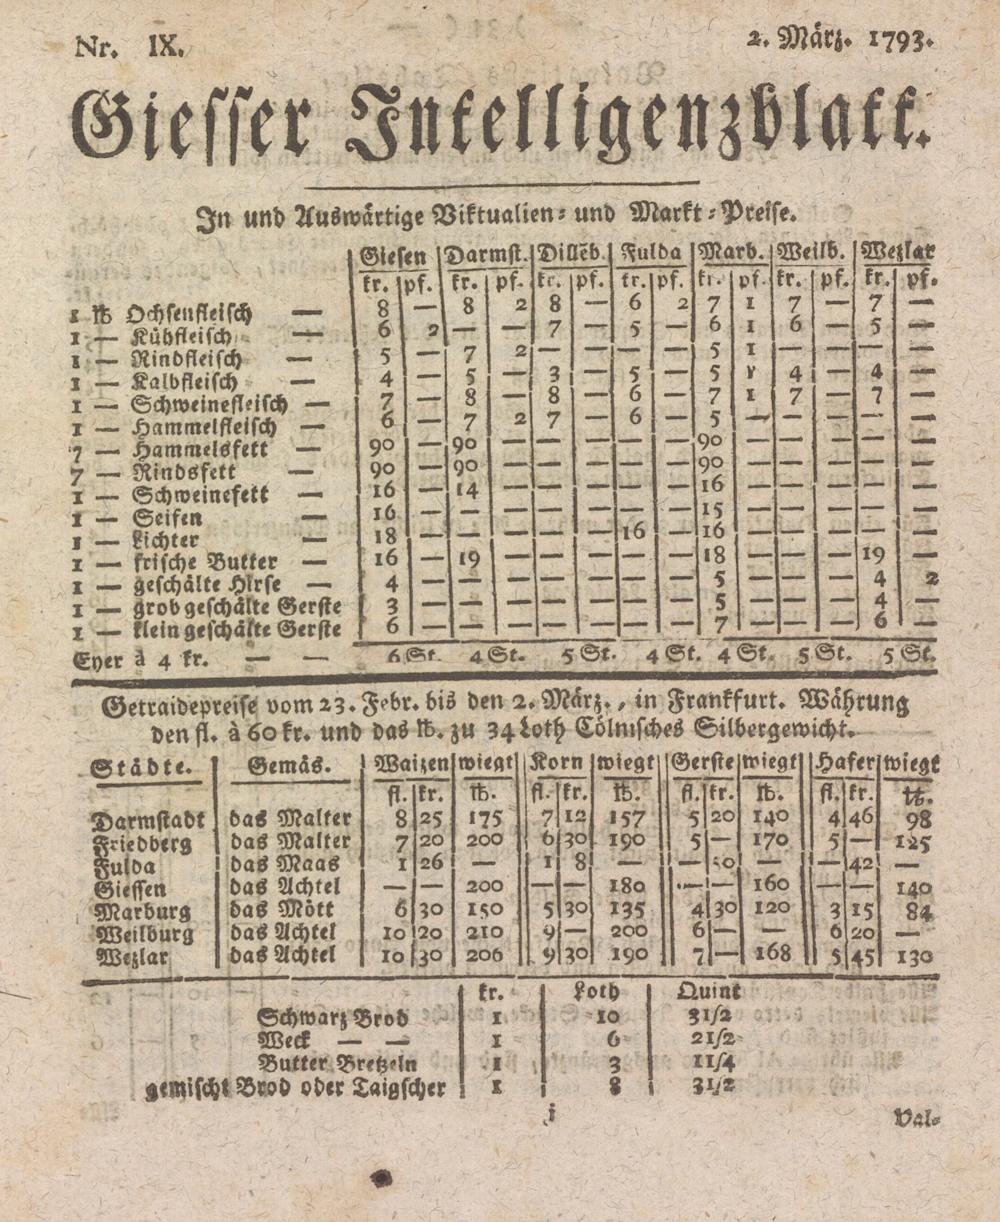 Nr. IX. 2. März. 1793.
Giesser Intelligenzblatt.
In und Auswärtige Viktualien- und Markt-Preise.
Giesen Darmst. Dillēb. Fulda Marb. Weilb. Wetzlar
kr. pf. kr. pf. kr. pf. kr. pf. kr. pf. kr. pf. kr. pf.
1 ℔ Ochsenfleisch — 8 — 8 2 8 — 6 2 7 1 7 — 7 —
1 — Kühfleisch — 6 2 — — 7 — 5 — 6 1 6 — 5 —
1 — Rindfleisch — 5 — 7 2 — — — — 5 1 — — — —
1 — Kalbfleisch — 4 — 5 — 3 — 5 — 5 1 4 — 4 —
1 — Schweinefleisch — 7 — 8 — 8 — 6 — 7 1 7 — 7 —
1 — Hammelfleisch — 6 — 7 2 7 — 6 — 5 — — — — —
7 — Hammelsfett — 90 — 90 — — — — — 90 — — — — —
7 — Rindsfett — 90 — 90 — — — — — 90 — — — — —
1 — Schweinefett — 16 — 14 — — — — — 16 — — — — —
1 — Seifen — 16 — — — — — — — 15 — — — — —
1 — Lichter — 18 — — — — — 16 — 16 — — — — —
1 — frische Butter — 16 — 19 — — — — — 18 — — — 19 —
1 — geschälte Hirse — 4 — — — — — — — 5 — — — 4 2
1 — grob geschälte Gerste 3 — — — — — — — 5 — — — 4 —
1 — klein geschälte Gerste 6 — — — — — — — 7 — — — 6 —
Eyer à 4 kr. — — 6 St. 4 St. 5 St. 4 St. 4 St. 5 St. 5 St.
Getraidepreise vom 23. Febr. bis den 2. März., in Frankfurt. Währung
den fl. à 60 kr. und das ℔. zu 34 Loth Cölnisches Silbergewicht.
Städte. Gemäs. Waizen wiegt Korn wiegt Gerste wiegt Hafer wiegt
fl. kr. ℔. fl. kr. ℔. fl. kr. ℔. fl. kr. ℔.
Darmstadt das Malter 8 25 175 7 12 157 5 20 140 4 46 98
Friedberg das Malter 7 20 200 6 30 190 5 — 170 5 — 125
Fulda das Maas 1 26 — 1 8 — — 50 — — 42 —
Giessen das Achtel — — 200 — — 180 — — 160 — — 140
Marburg das Mött 6 30 150 5 30 135 4 30 120 3 15 84
Weilburg das Achtel 10 20 210 9 — 200 6 — 6 20 —
Wetzlar das Achtel 10 30 206 9 30 190 7 — 168 5 45 130
kr. Loth Quint
Schwarz Brod 1 10 31/2
Weck — — 1 6 21/2
Butter Bretzeln 1 3 11/4
gemischt Brod oder Taigscher 1 8 31/2
i Val-